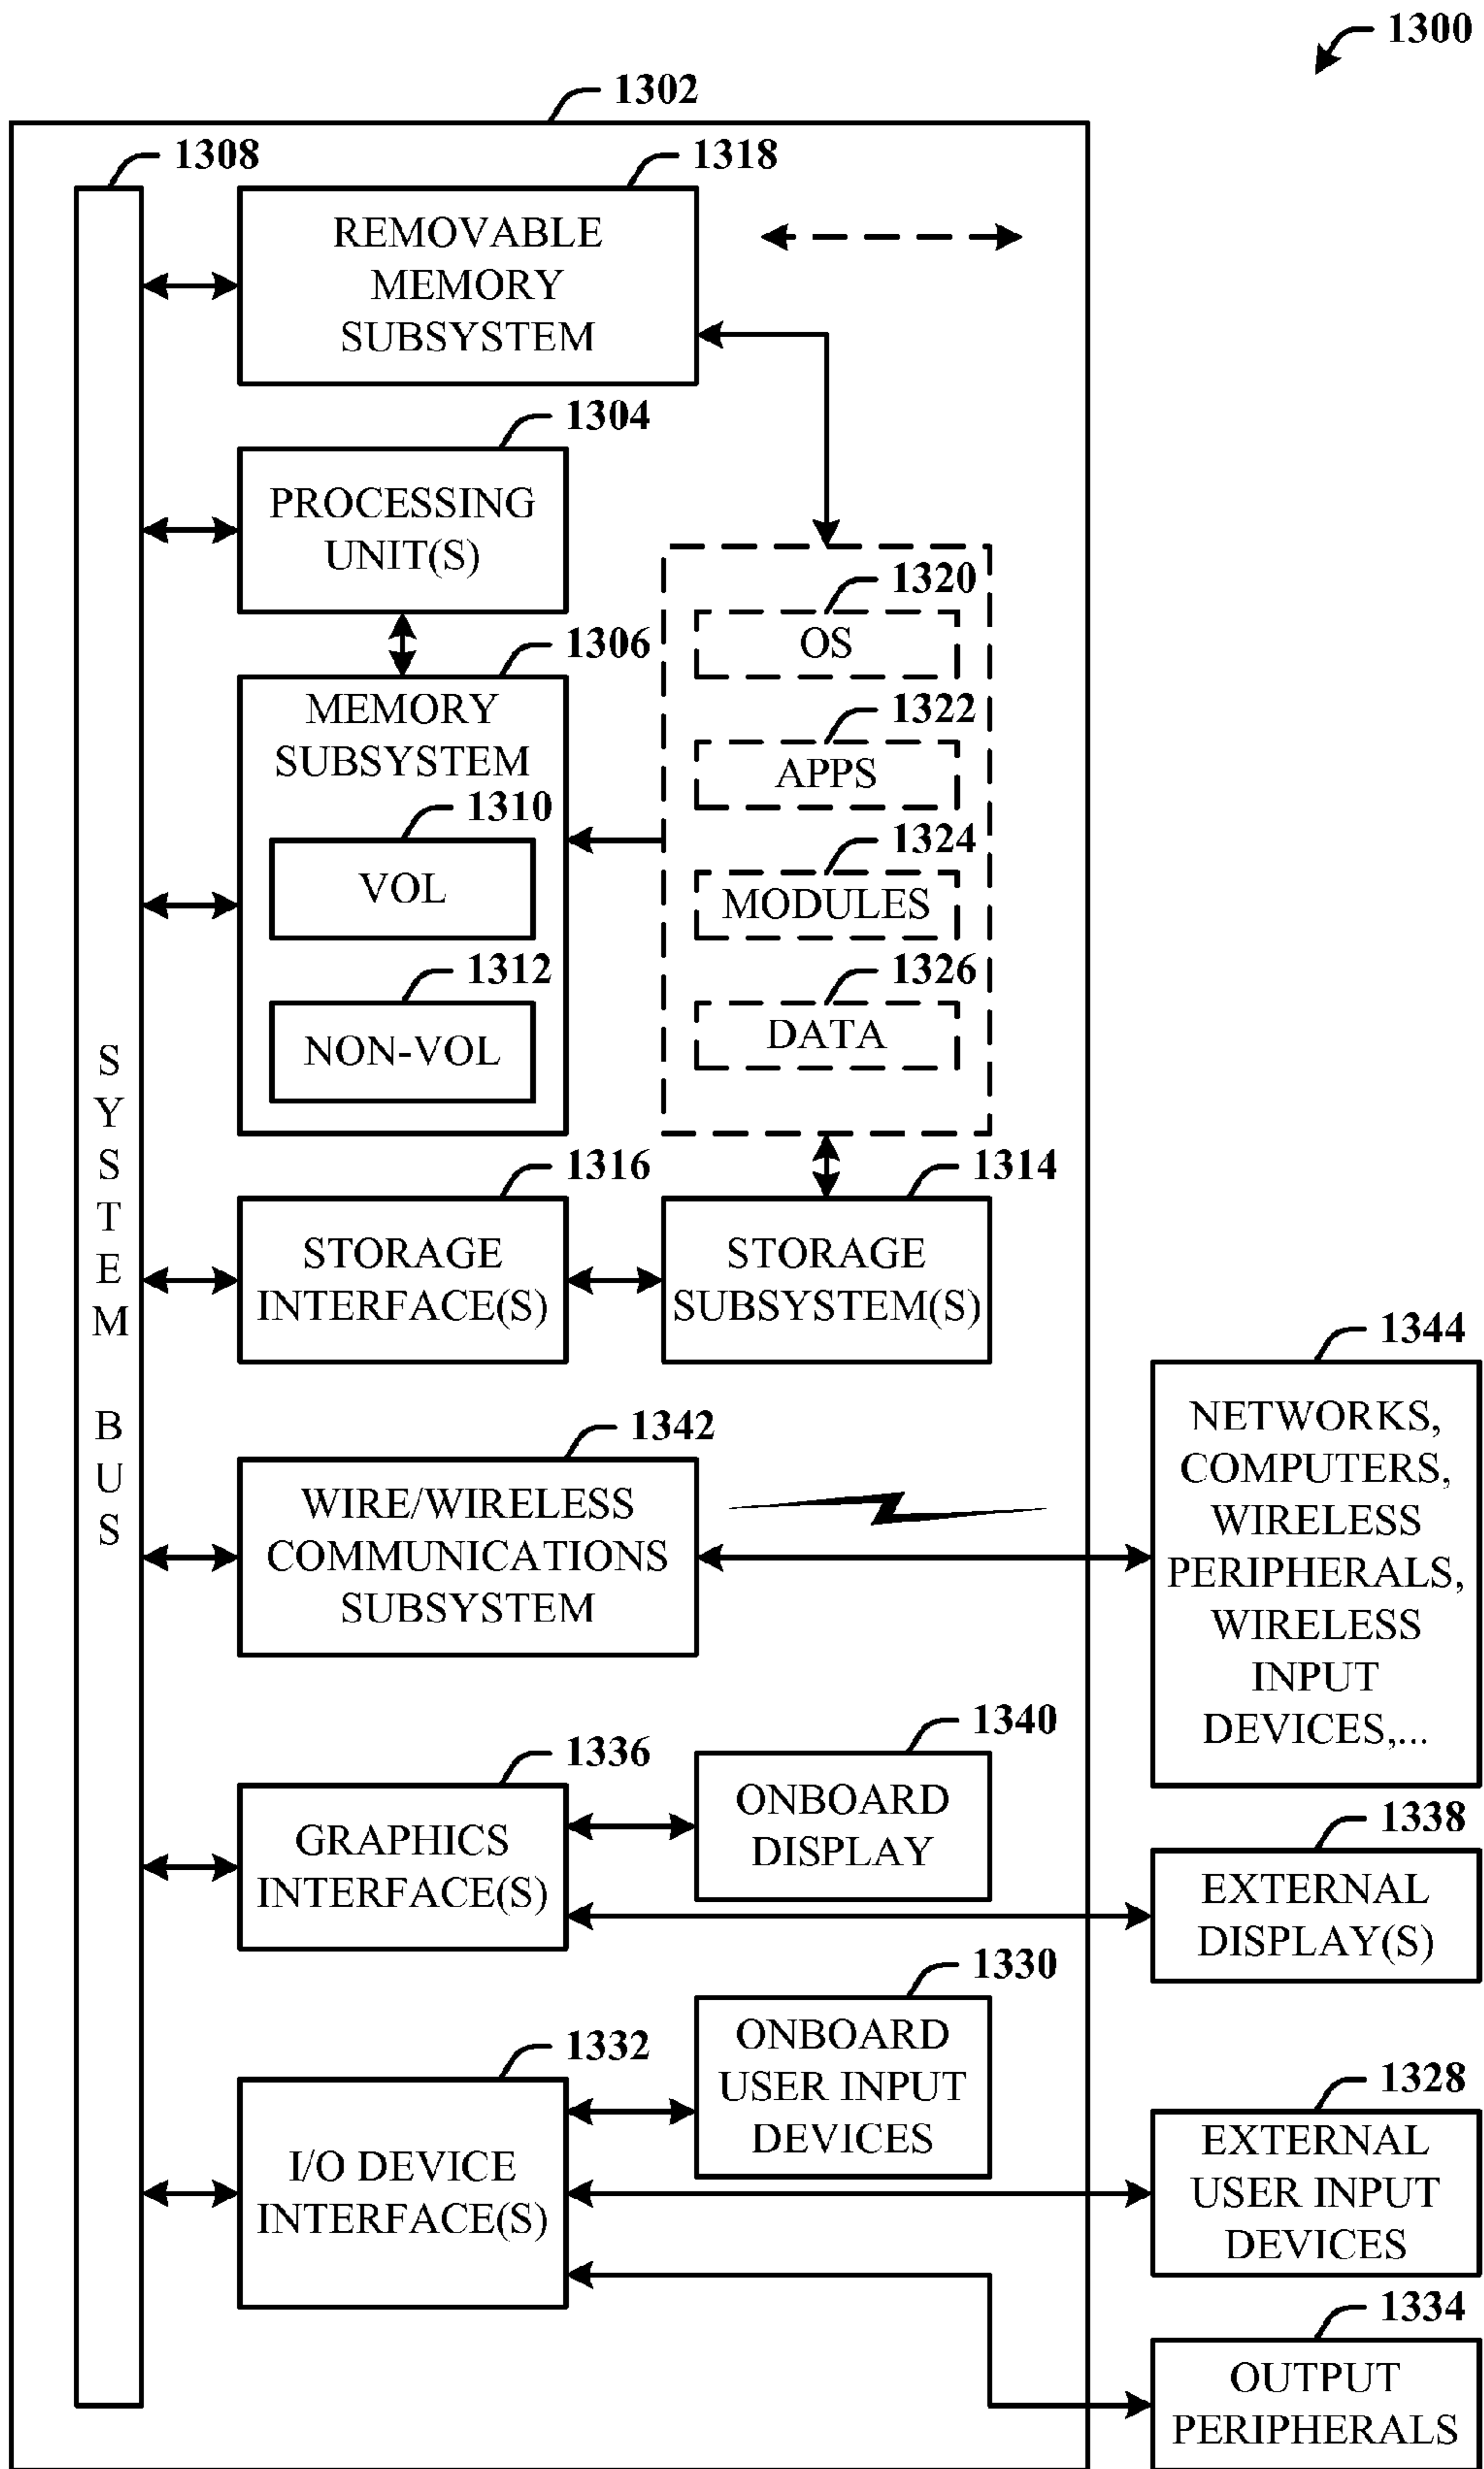 1300
1302
1308
1318
REMOVABLE
MEMORY
SUBSYSTEM
1304
PROCESSING
UNIT(S)
1306
MEMORY
SUBSYSTEM
1310
VOL
1312
NON-VOL
1320
OS
1322
APPS
1324
MODULES
1326
DATA
SYSTEM BUS
1316
STORAGE
INTERFACE(S)
1314
STORAGE
SUBSYSTEM(S)
1342
WIRE/WIRELESS
COMMUNICATIONS
SUBSYSTEM
1344
NETWORKS,
COMPUTERS,
WIRELESS
PERIPHERALS,
WIRELESS
INPUT
DEVICES,...
1336
GRAPHICS
INTERFACE(S)
1340
ONBOARD
DISPLAY
1338
EXTERNAL
DISPLAY(S)
1332
I/O DEVICE
INTERFACE(S)
1330
ONBOARD
USER INPUT
DEVICES
1328
EXTERNAL
USER INPUT
DEVICES
1334
OUTPUT
PERIPHERALS